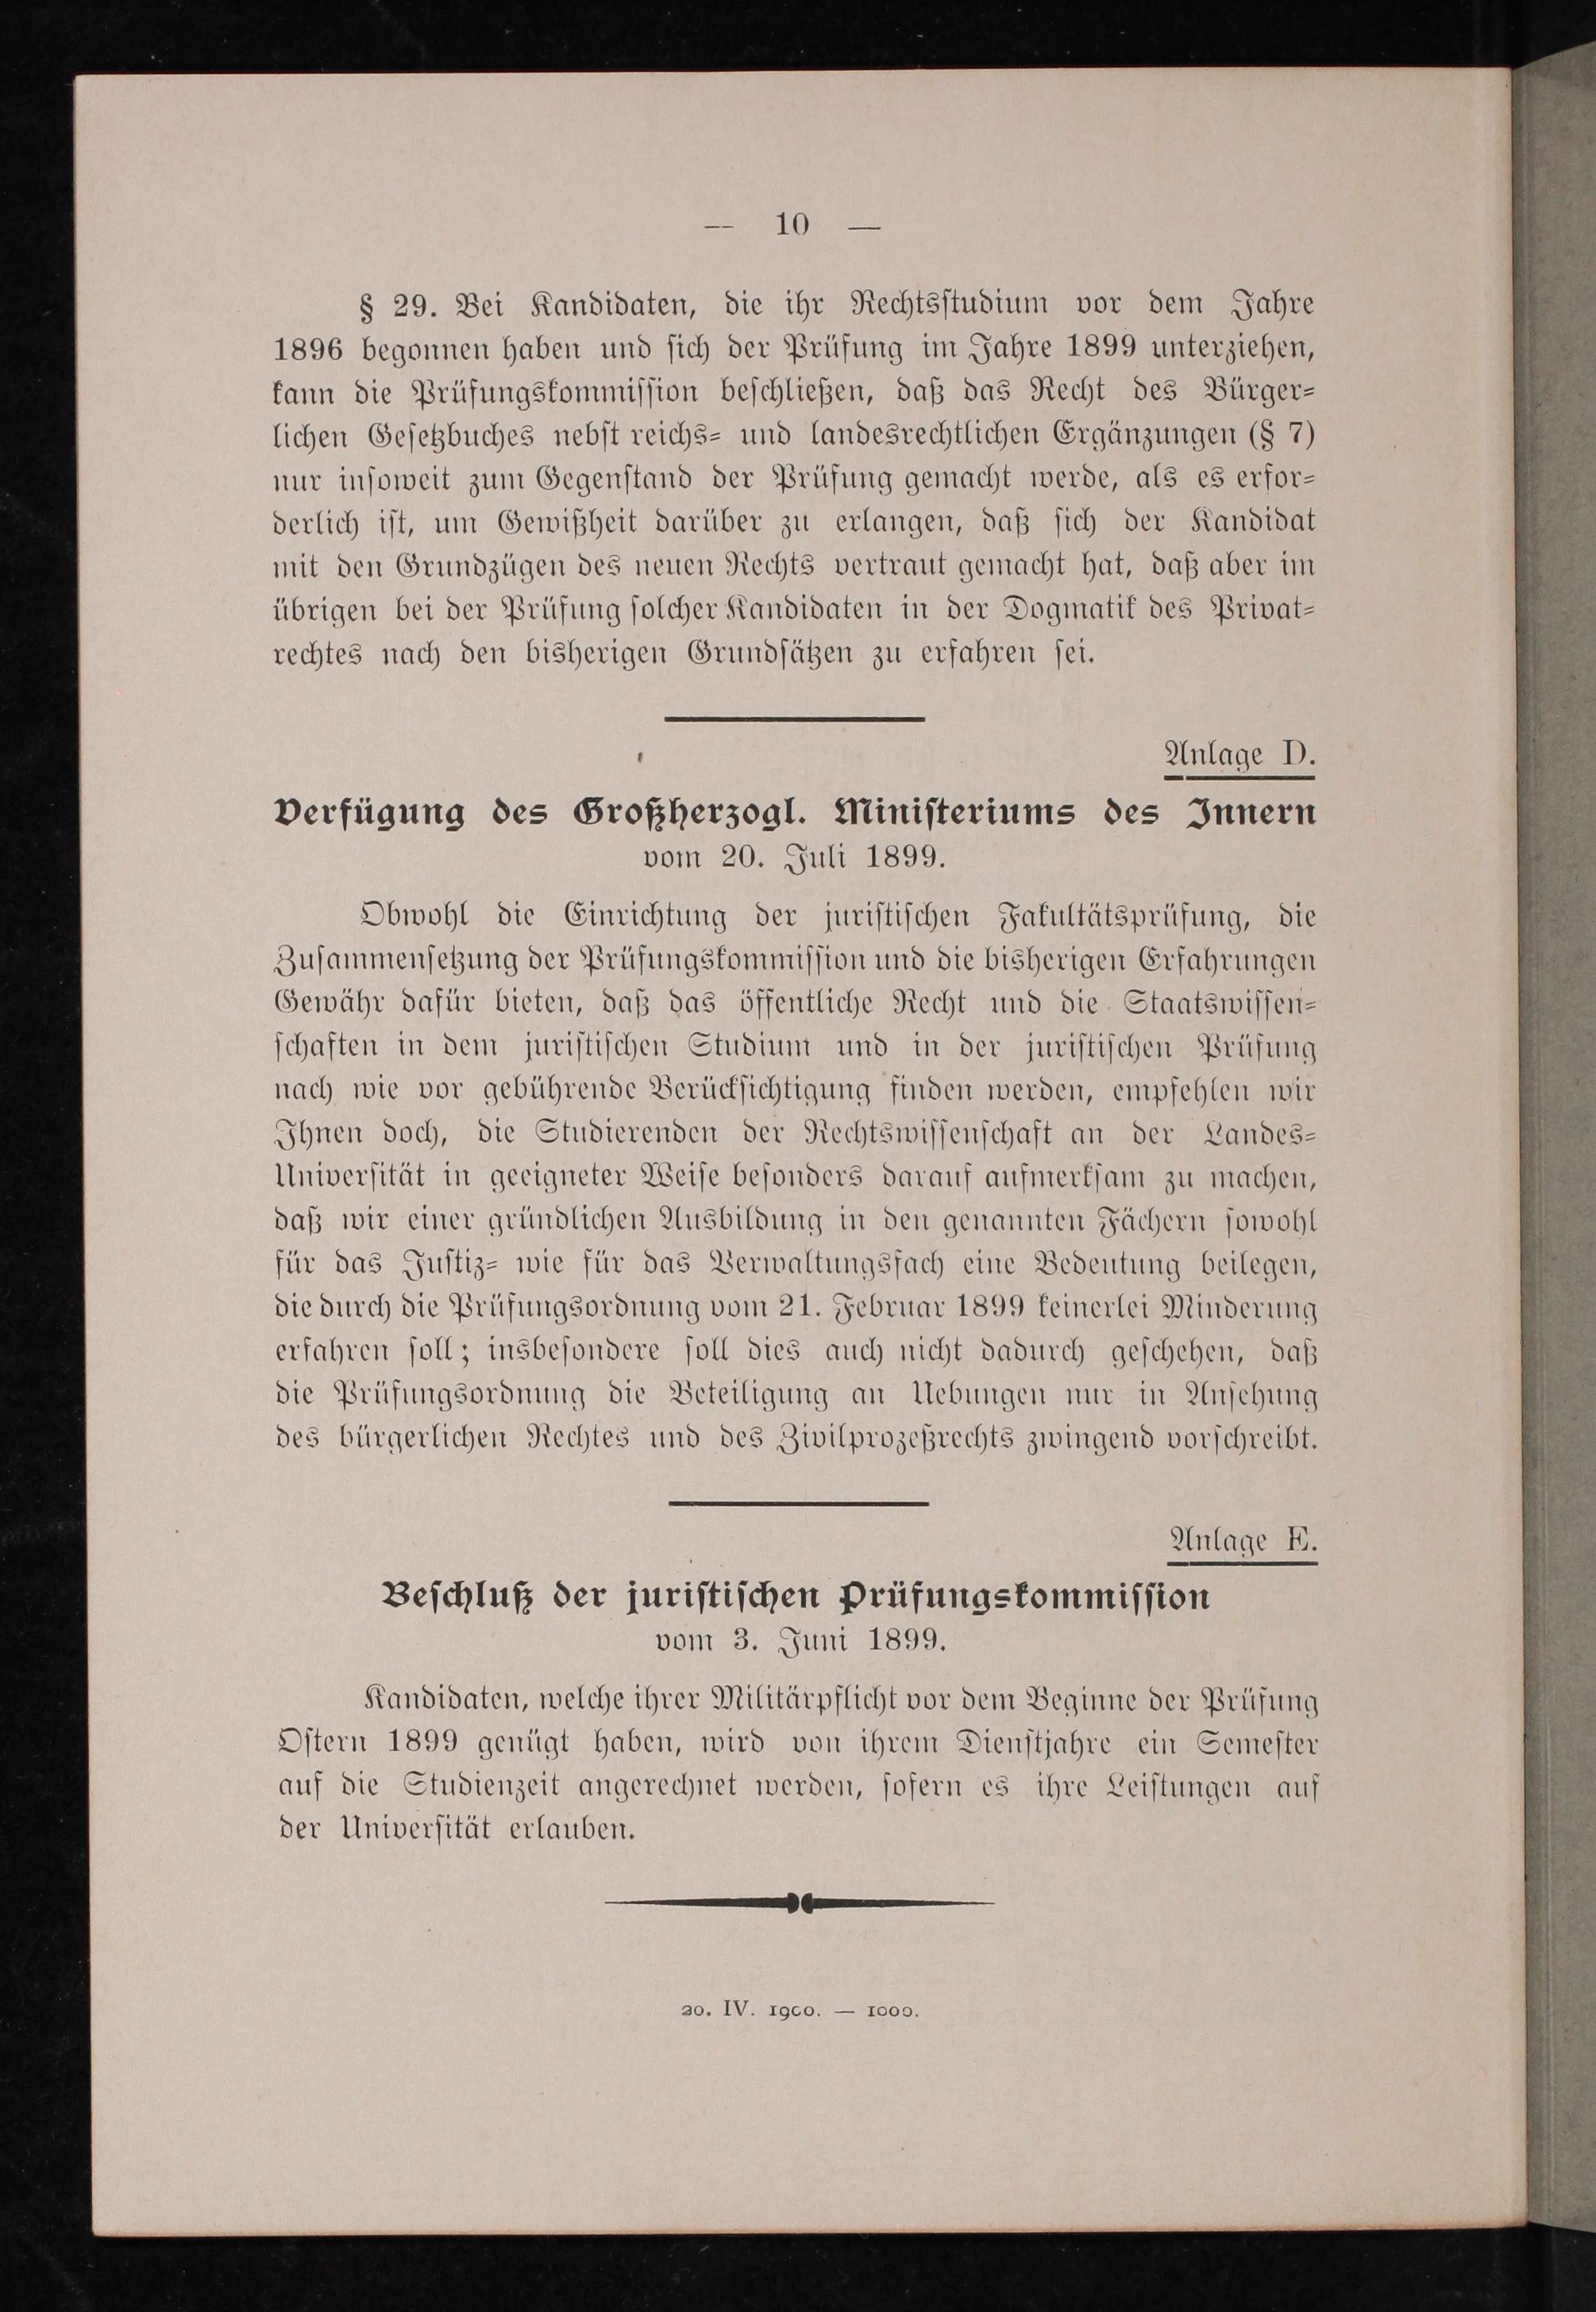 — 10 —
§ 29. Bei Kandidaten, die ihr Rechtsstudium vor dem Jahre
1896 begonnen haben und sich der Prüfung im Jahre 1899 unterziehen,
kann die Prüfungskommission beschließen, daß das Recht des Bürger-
lichen Gesetzbuches nebst reichs- und landesrechtlichen Ergänzungen (§ 7)
nur insoweit zum Gegenstand der Prüfung gemacht werde, als es erfor-
derlich ist, um Gewißheit darüber zu erlangen, daß sich der Kandidat
mit den Grundzügen des neuen Rechts vertraut gemacht hat, daß aber im
übrigen bei der Prüfung solcher Kandidaten in der Dogmatik des Privat-
rechtes nach den bisherigen Grundsätzen zu erfahren sei.
Anlage D.
Verfügung des Großherzogl. Ministeriums des Innern
vom 20. Juli 1899.
Obwohl die Einrichtung der juristischen Fakultätsprüfung, die
Zusammensetzung der Prüfungskommission und die bisherigen Erfahrungen
Gewähr dafür bieten, daß das öffentliche Recht und die Staatswissen-
schaften in dem juristischen Studium und in der juristischen Prüfung
nach wie vor gebührende Berücksichtigung finden werden, empfehlen wir
Ihnen doch, die Studierenden der Rechtswissenschaft an der Landes-
Universität in geeigneter Weise besonders darauf aufmerksam zu machen,
daß wir einer gründlichen Ausbildung in den genannten Fächern sowohl
für das Justiz- wie für das Verwaltungsfach eine Bedeutung beilegen,
die durch die Prüfungsordnung vom 21. Februar 1899 keinerlei Minderung
erfahren soll; insbesondere soll dies auch nicht dadurch geschehen, daß
die Prüfungsordnung die Beteiligung an Uebungen nur in Ansehung
des bürgerlichen Rechtes und des Zivilprozeßrechts zwingend vorschreibt.
Anlage E.
Beschluß der juristischen Prüfungskommission
vom 3. Juni 1899.
Kandidaten, welche ihrer Militärpflicht vor dem Beginne der Prüfung
Ostern 1899 genügt haben, wird von ihrem Dienstjahre ein Semester
auf die Studienzeit angerechnet werden, sofern es ihre Leistungen auf
der Universität erlauben.
20. IV. 1900. — 1000.